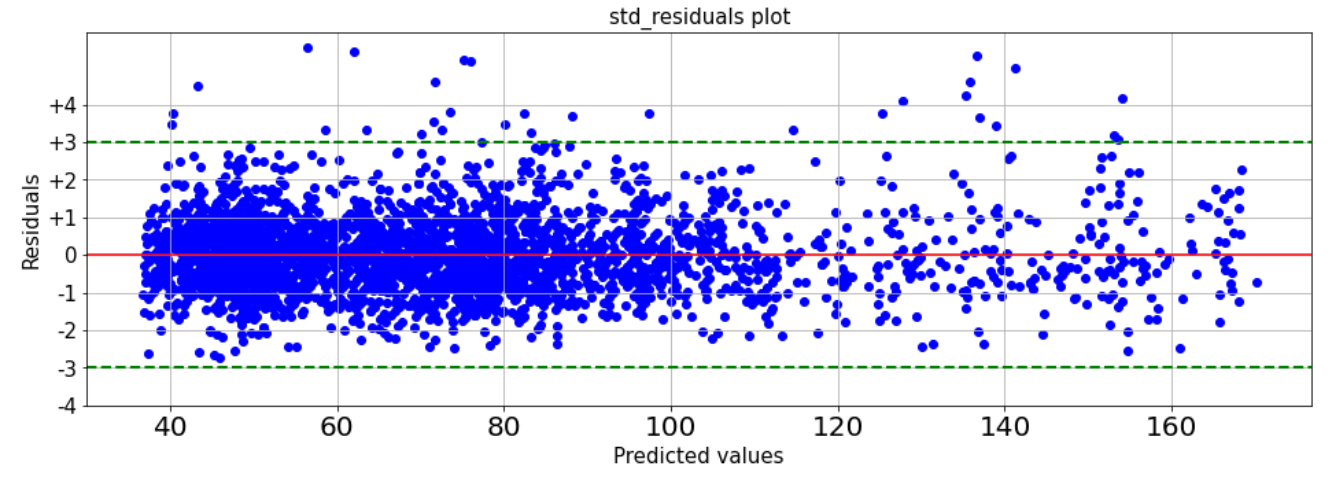 std_residuals plot
Residuals
+4
+3
+2
+1
0
-1
-2
-3
-4
40 60 80 100 120 140 160
Predicted values